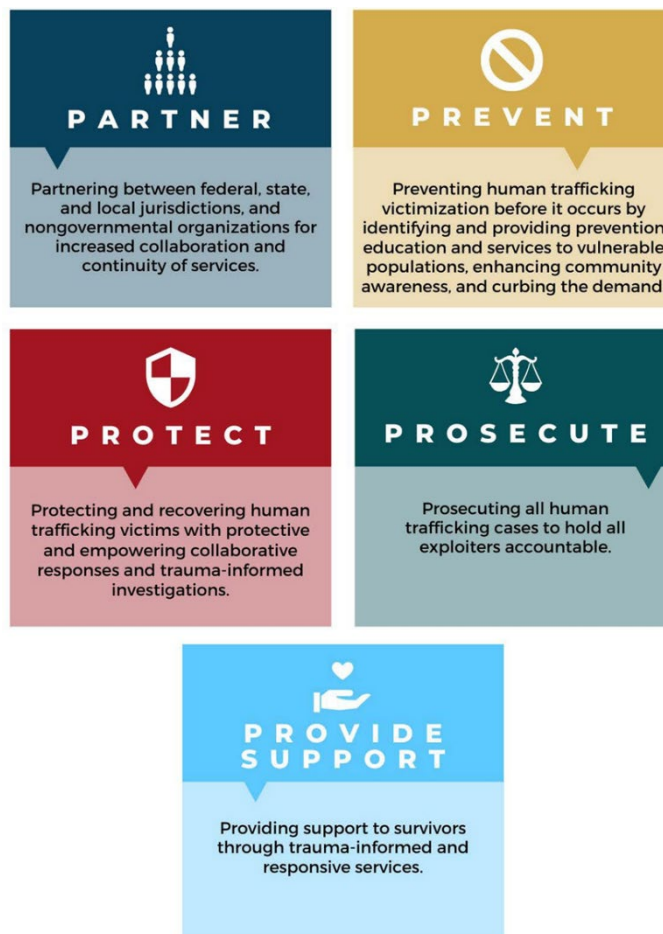 PARTNER
Partnering between federal, state,
and local jurisdictions, and
nongovernmental organizations for
increased collaboration and
continuity of services.
PREVENT
Preventing human trafficking
victimization before it occurs by
identifying and providing prevention
education and services to vulnerable
populations, enhancing community
awareness, and curbing the demand
PROTECT
Protecting and recovering human
trafficking victims with protective
and empowering collaborative
responses and trauma-informed
investigations.
PROSECUTE
Prosecuting all human
trafficking cases to hold all
exploiters accountable.
PROVIDE
SUPPORT
Providing support to survivors
through trauma-informed and
responsive services.